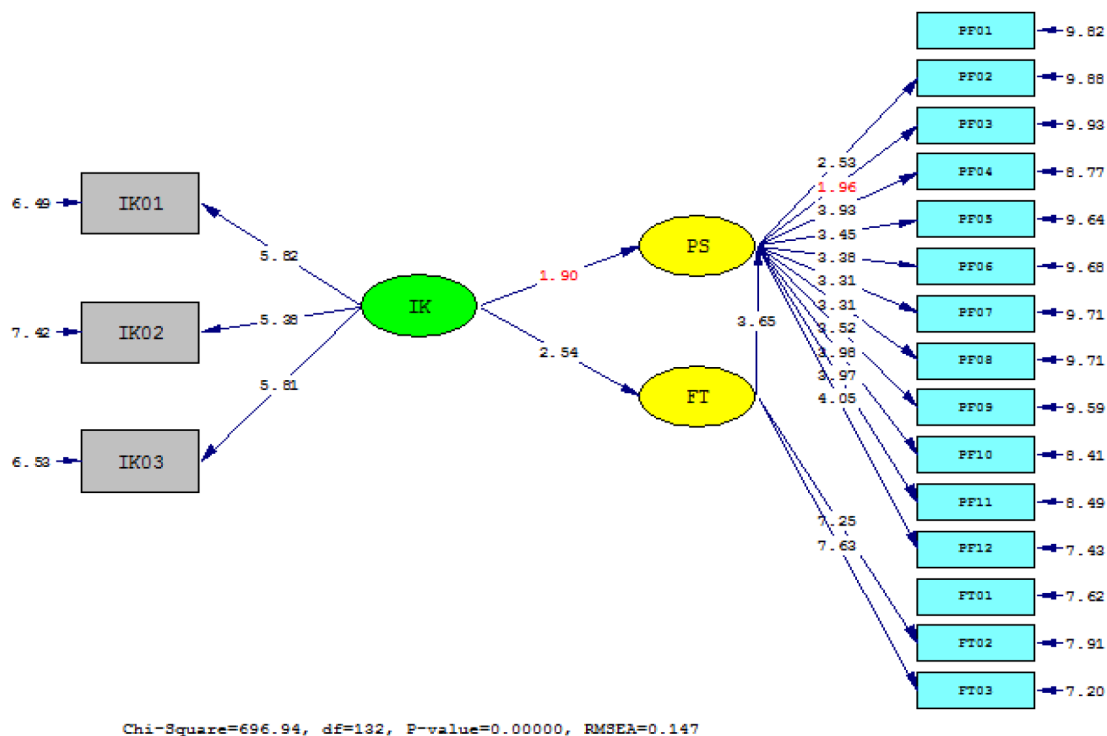 PF01 9.82
PF02 9.88
PF03 9.93
PF04 8.77
PF05 9.64
PF06 9.68
PF07 9.71
PF08 9.71
PF09 9.59
PF10 8.41
PF11 8.49
PF12 7.43
FT01 7.62
FT02 7.91
FT03 7.20
6.49 IK01
7.42 IK02
6.53 IK03
5.82
5.38
5.81
IK
1.90
2.54
PS
3.65
FT
2.53
1.96
3.93
3.45
3.38
3.31
3.31
3.52
3.98
3.97
4.05
7.25
7.63
Chi-Square=696.94, df=132, P-value=0.00000, RMSEA=0.147